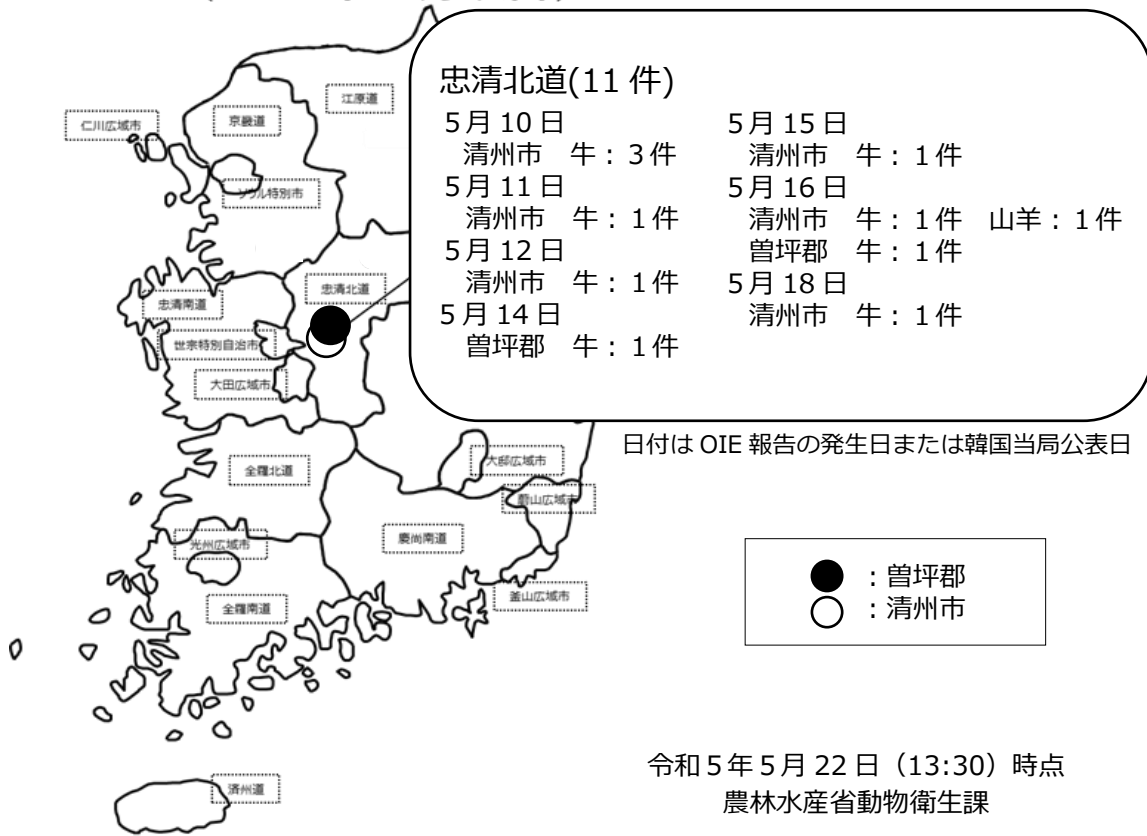 忠清北道(11 件)
5月 10 日
清州市　牛：3件
5月 11 日
清州市　牛：1件
5月 12 日
清州市　牛：1件
5月 14 日
曽坪郡　牛：1件
5月 15 日
清州市　牛：1件
5月 16 日
清州市　牛：1件　山羊：1件
曽坪郡　牛：1件
5月 18 日
清州市　牛：1件
江原道
仁川広域市
京畿道
ソウル特別市
忠清北道
忠清南道
世宗特別自治市
大田広域市
日付は OIE 報告の発生日または韓国当局公表日
全羅北道
大邱広域市
蔚山広域市
光州広域市
慶尚南道
釜山広域市
全羅南道
済州道
：曽坪郡
：清州市
令和5年5月 22 日（13:30）時点
農林水産省動物衛生課